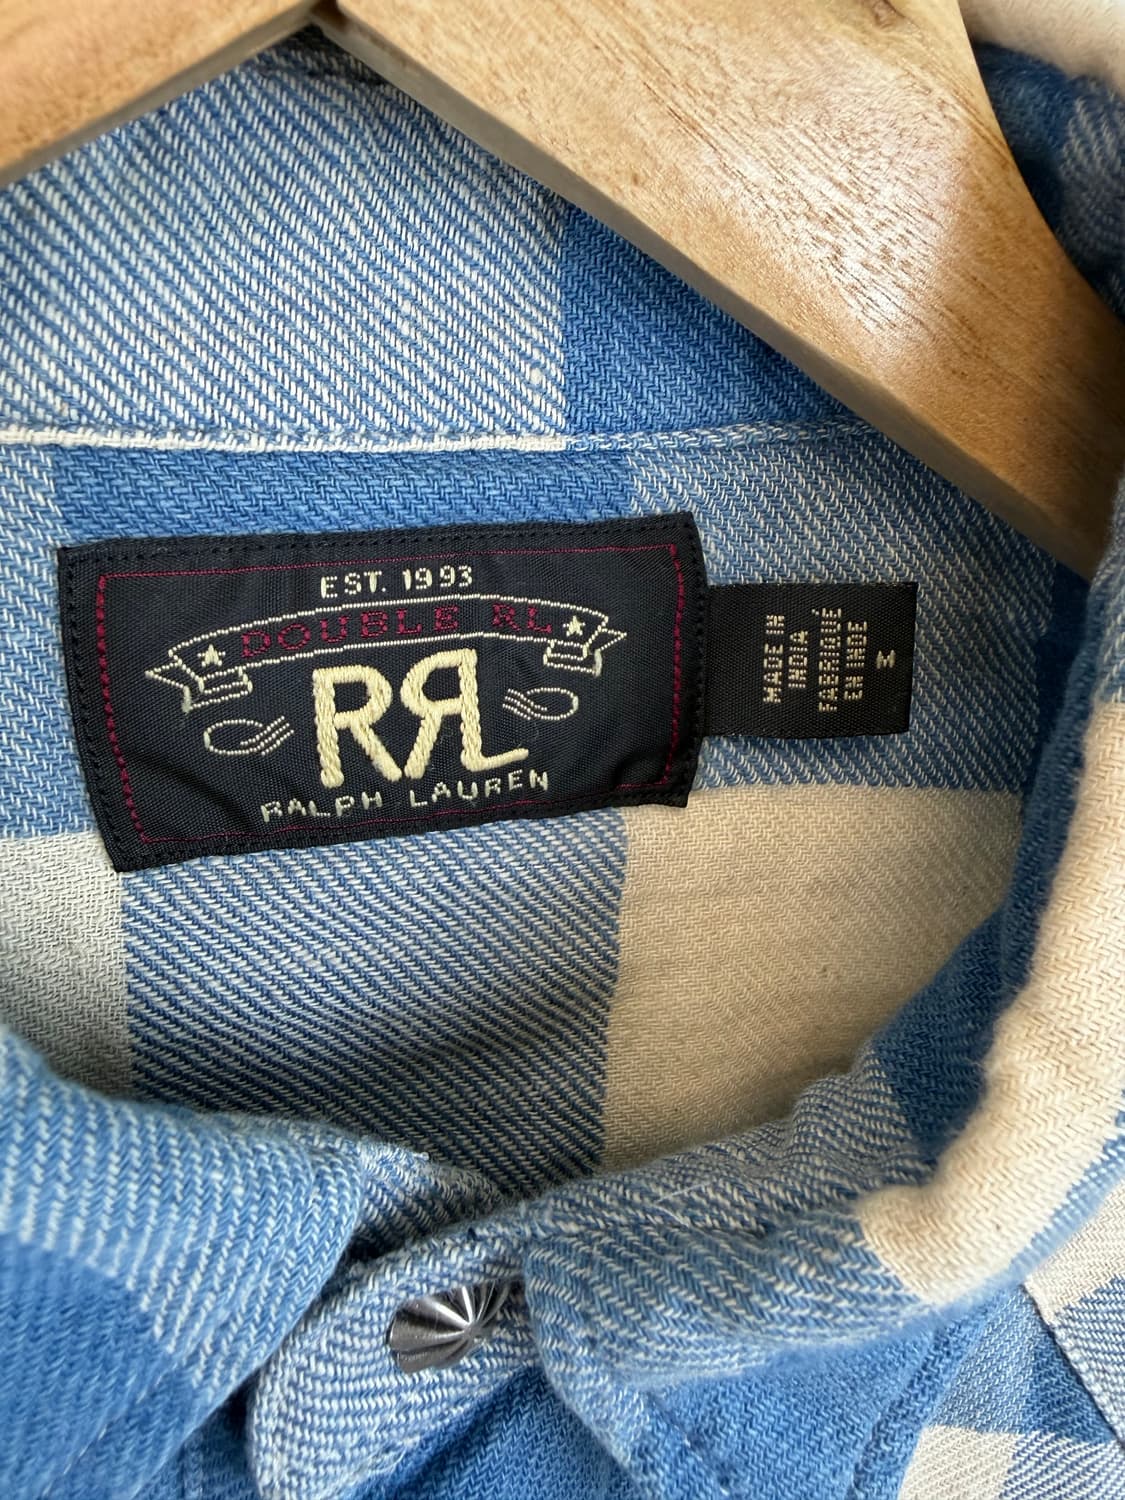 EST. 1993
DOUBLE RL
RRL
RALPH LAUREN
MADE IN
INDIA
FABRIQUÉ
EN INDE
M